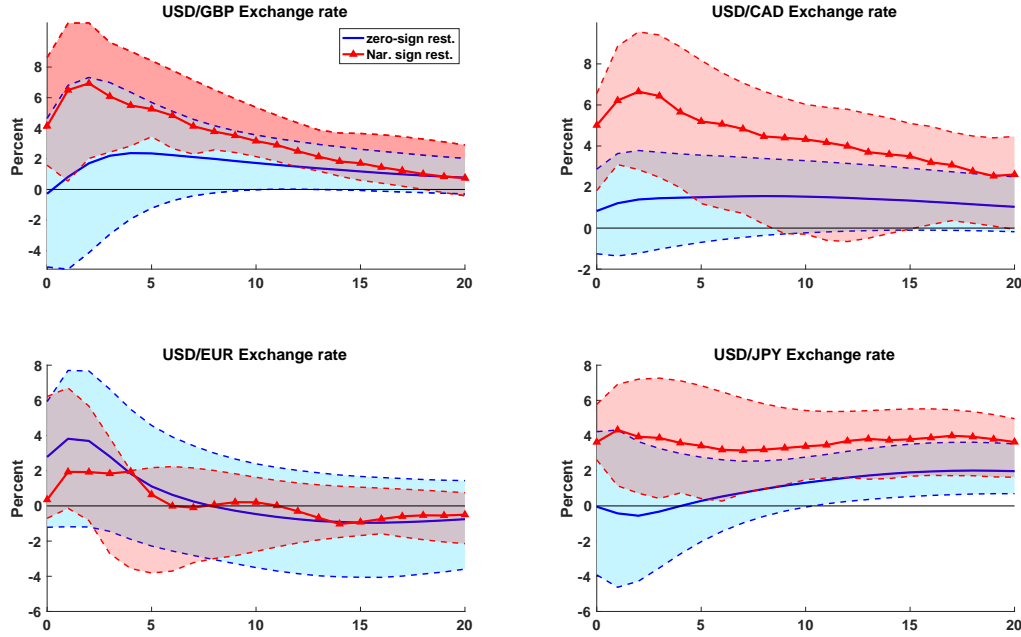 USD/GBP Exchange rate
zero-sign rest.
Nar. sign rest.
Percent
8
6
4
2
0
-2
-4
0 5 10 15 20
USD/CAD Exchange rate
Percent
8
6
4
2
0
-2
0 5 10 15 20
USD/EUR Exchange rate
Percent
8
6
4
2
0
-2
-4
-6
0 5 10 15 20
USD/JPY Exchange rate
Percent
8
6
4
2
0
-2
-4
-6
0 5 10 15 20